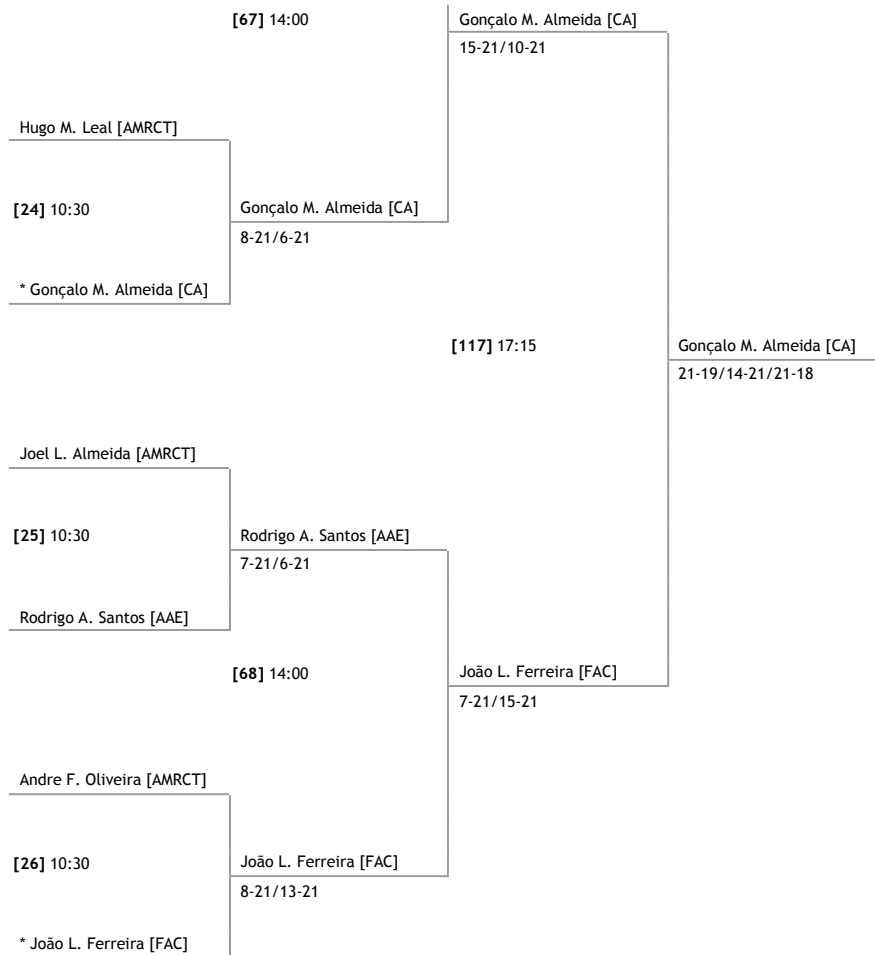 [67] 14:00
Gonçalo M. Almeida [CA]
15-21/10-21
Hugo M. Leal [AMRCT]
[24] 10:30
Gonçalo M. Almeida [CA]
8-21/6-21
* Gonçalo M. Almeida [CA]
[117] 17:15
Gonçalo M. Almeida [CA]
21-19/14-21/21-18
Joel L. Almeida [AMRCT]
[25] 10:30
Rodrigo A. Santos [AAE]
7-21/6-21
Rodrigo A. Santos [AAE]
[68] 14:00
João L. Ferreira [FAC]
7-21/15-21
Andre F. Oliveira [AMRCT]
[26] 10:30
João L. Ferreira [FAC]
8-21/13-21
* João L. Ferreira [FAC]